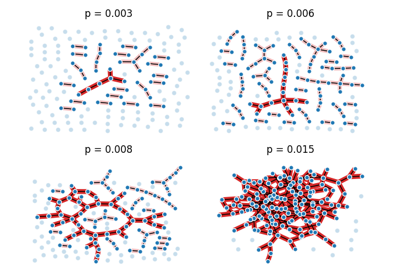 p = 0.003
p = 0.006
p = 0.008
p = 0.015